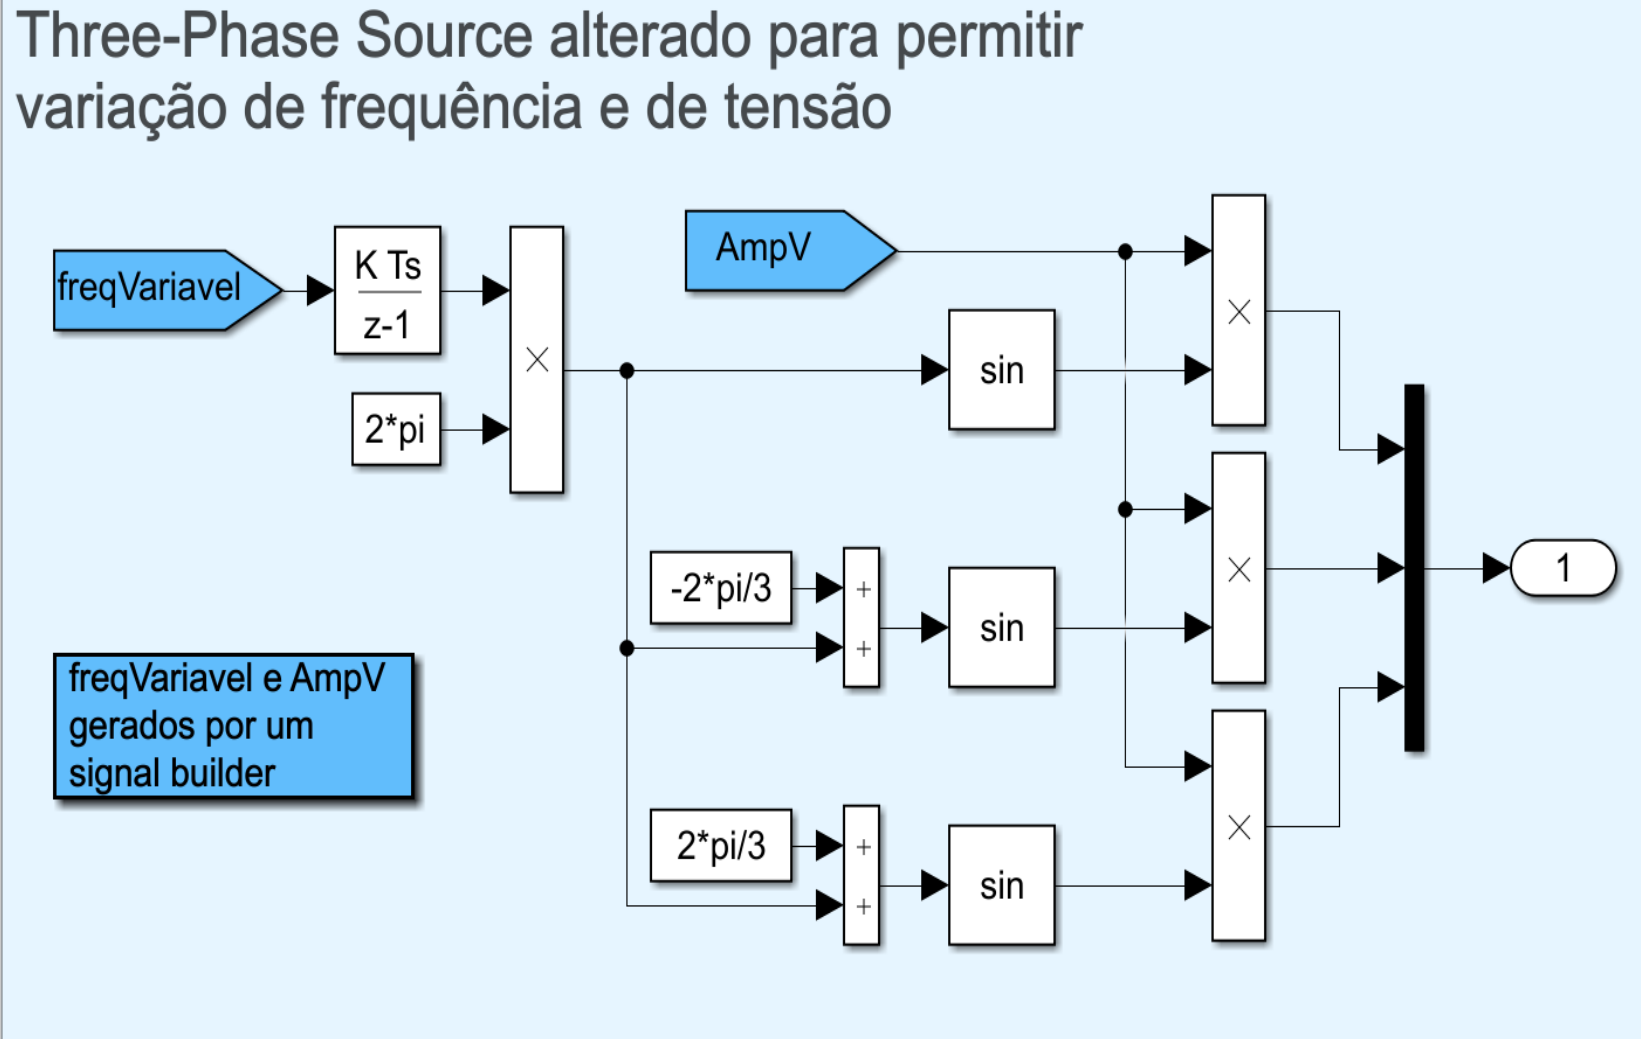 Three-Phase Source alterado para permitir
variação de frequência e de tensão
freqVariavel
K Ts
z-1
2*pi
×
AmpV
sin
×
-2*pi/3
+
+
sin
×
2*pi/3
+
+
sin
×
1
freqVariavel e AmpV
gerados por um
signal builder